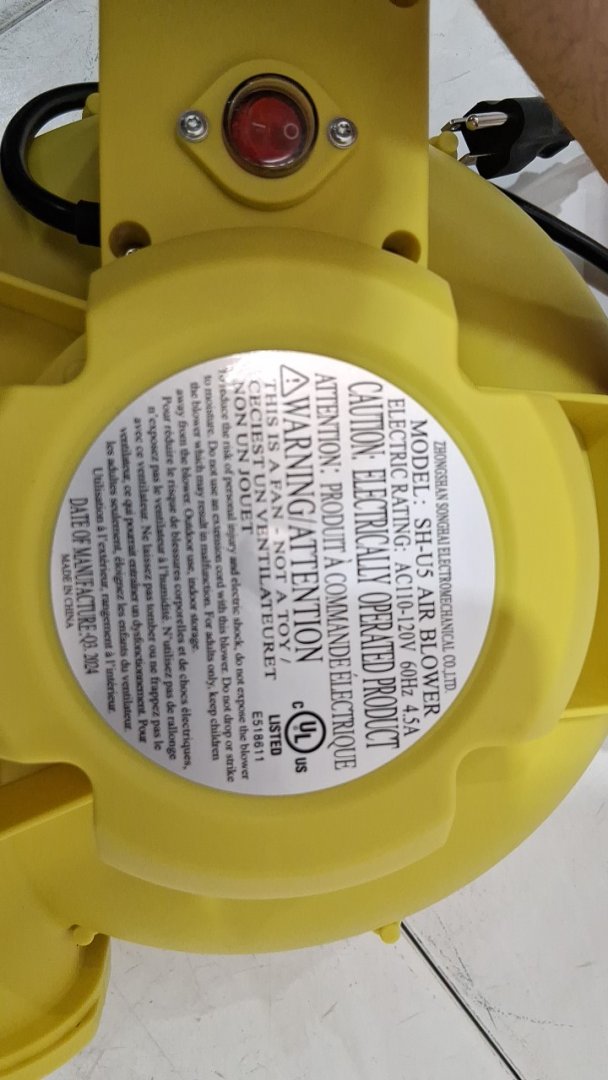 ZHONGSHAN SONGHAI ELECTROMECHANICAL CO.,LTD.
MODEL: SH-U5 AIR BLOWER
ELECTRIC RATING: AC110-120V 60Hz 4.5A
CAUTION: ELECTRICALLY OPERATED PRODUCT
ATTENTION: PRODUIT À COMMANDE ÉLECTRIQUE
⚠WARNING/ATTENTION
THIS IS A FAN - NOT A TOY /
CECIEST UN VENTILATEURET
NON UN JOUET
C UL US
LISTED
E518611
To reduce the risk of personal injury and electric shock, do not expose the blower
to moisture. Do not use an extension cord with this blower. Do not drop or strike
the blower which may result in malfunction. For adults only, keep children
away from the blower. Outdoor use, indoor storage.
Pour réduire le risque de blessures corporelles et de chocs électriques,
n'exposez pas le ventilateur à l'humidité. N'utilisez pas de rallonge
avec ce ventilateur. Ne laissez pas tomber ou ne frappez pas le
ventilateur, ce qui pourrait entraîner un dysfonctionnement. Pour
les adultes seulement, éloignez les enfants du ventilateur.
Utilisation à l'extérieur, rangement à l'intérieur.
DATE OF MANUFACTURE: Q3. 2024
MADE IN CHINA